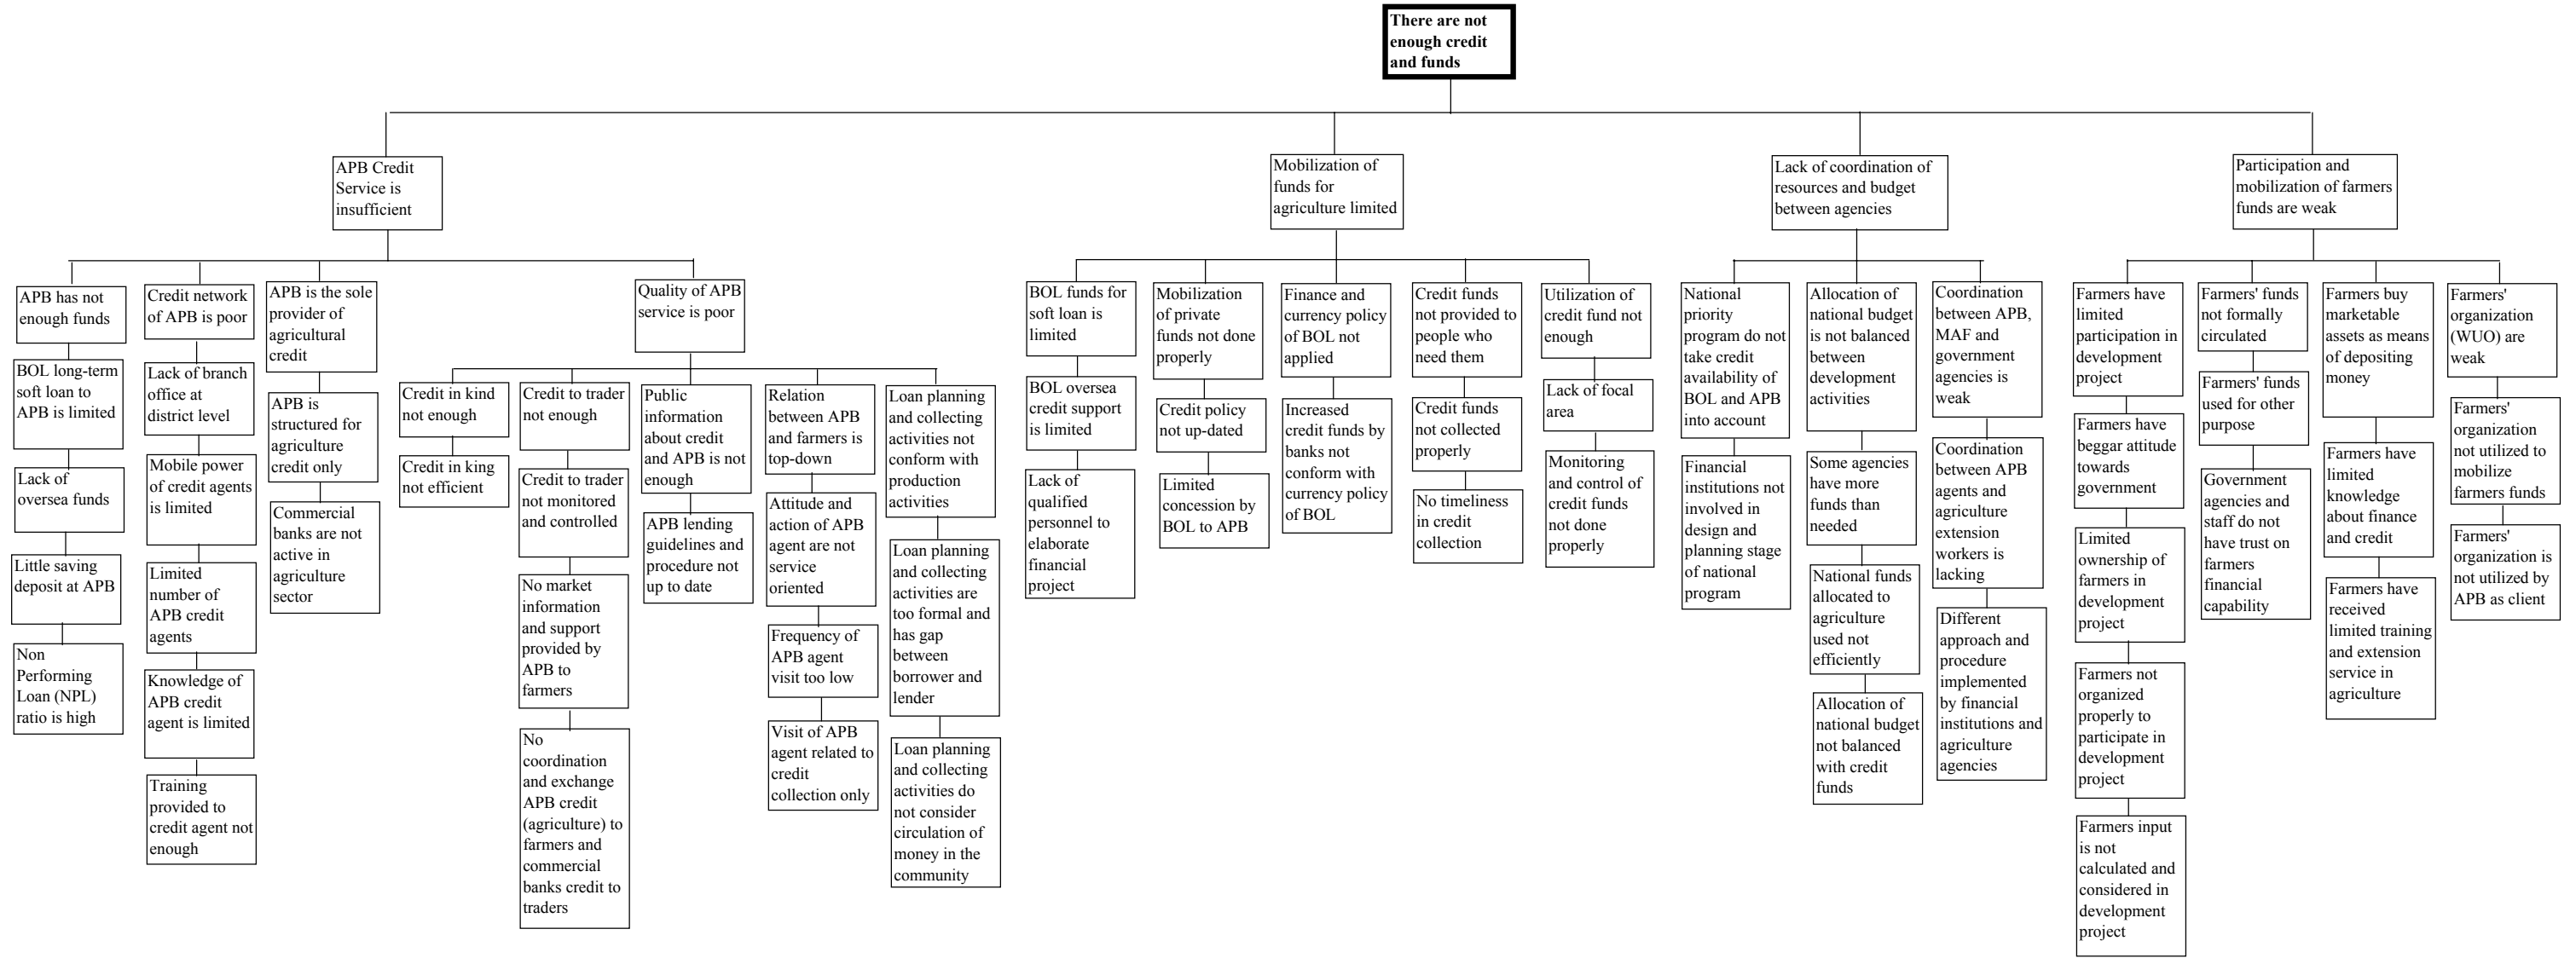 There are not
enough credit
and funds
APB Credit
Service is
insufficient
Mobilization of
funds for
agriculture limited
Lack of coordination of
resources and budget
between agencies
Participation and
mobilization of farmers
funds are weak
APB has not
enough funds
BOL long-term
soft loan to
APB is limited
Lack of
oversea funds
Little saving
deposit at APB
Non
Performing
Loan (NPL)
ratio is high
Credit network
of APB is poor
Lack of branch
office at
district level
Mobile power
of credit agents
is limited
Limited
number of
APB credit
agents
Knowledge of
APB credit
agent is limited
Training
provided to
credit agent not
enough
APB is the sole
provider of
agricultural
credit
APB is
structured for
agriculture
credit only
Commercial
banks are not
active in
agriculture
sector
Quality of APB
service is poor
Credit in kind
not enough
Credit in king
not efficient
Credit to trader
not enough
Credit to trader
not monitored
and controlled
No market
information
and support
provided by
APB to
farmers
No
coordination
and exchange
APB credit
(agriculture) to
farmers and
commercial
banks credit to
traders
Public
information
about credit
and APB is not
enough
APB lending
guidelines and
procedure not
up to date
Relation
between APB
and farmers is
top-down
Attitude and
action of APB
agent are not
service
oriented
Frequency of
APB agent
visit too low
Visit of APB
agent related to
credit
collection only
Loan planning
and collecting
activities not
conform with
production
activities
Loan planning
and collecting
activities are
too formal and
has gap
between
borrower and
lender
Loan planning
and collecting
activities do
not consider
circulation of
money in the
community
BOL funds for
soft loan is
limited
BOL oversea
credit support
is limited
Lack of
qualified
personnel to
elaborate
financial
project
Mobilization
of private
funds not done
properly
Credit policy
not up-dated
Limited
concession by
BOL to APB
Finance and
currency policy
of BOL not
applied
Increased
credit funds by
banks not
conform with
currency policy
of BOL
Credit funds
not provided to
people who
need them
Credit funds
not collected
properly
No timeliness
in credit
collection
Utilization of
credit fund not
enough
Lack of focal
area
Monitoring
and control of
credit funds
not done
properly
National
priority
program do not
take credit
availability of
BOL and APB
into account
Financial
institutions not
involved in
design and
planning stage
of national
program
Allocation of
national budget
is not balanced
between
development
activities
Some agencies
have more
funds than
needed
National funds
allocated to
agriculture
used not
efficiently
Allocation of
national budget
not balanced
with credit
funds
Coordination
between APB,
MAF and
government
agencies is
weak
Coordination
between APB
agents and
agriculture
extension
workers is
lacking
Different
approach and
procedure
implemented
by financial
institutions and
agriculture
agencies
Farmers have
limited
participation in
development
project
Farmers have
beggar attitude
towards
government
Limited
ownership of
farmers in
development
project
Farmers not
organized
properly to
participate in
development
project
Farmers input
is not
calculated and
considered in
development
project
Farmers' funds
not formally
circulated
Farmers' funds
used for other
purpose
Government
agencies and
staff do not
have trust on
farmers
financial
capability
Farmers buy
marketable
assets as means
of depositing
money
Farmers have
limited
knowledge
about finance
and credit
Farmers have
received
limited training
and extension
service in
agriculture
Farmers'
organization
(WUO) are
weak
Farmers'
organization
not utilized to
mobilize
farmers funds
Farmers'
organization is
not utilized by
APB as client